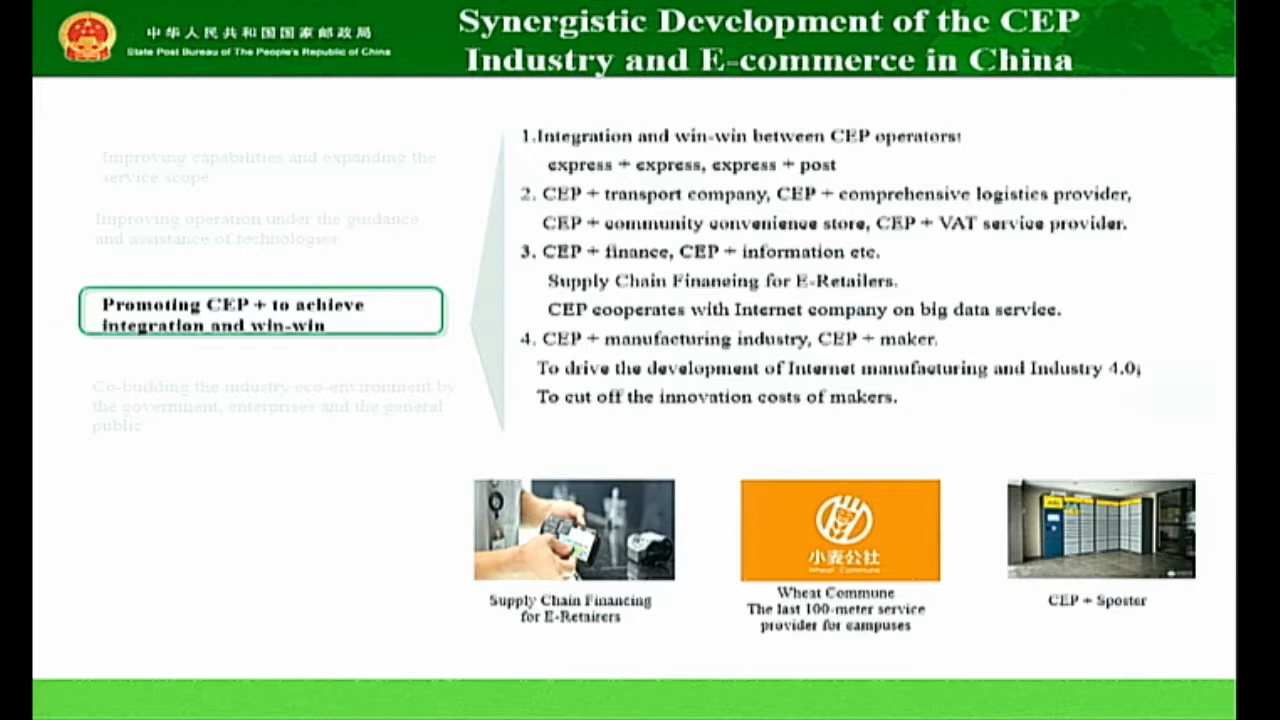 中华人民共和国国家邮政局
State Post Bureau of The People's Republic of China
Synergistic Development of the CEP
Industry and E-commerce in China
Improving capabilities and expanding the
service scope
Improving operation under the guidance
and assistance of technologies
Promoting CEP + to achieve
integration and win-win
Co-building the industry eco-environment by
the government, enterprises and the general
public
1.Integration and win-win between CEP operators:
express + express, express + post
2. CEP + transport company, CEP + comprehensive logistics provider,
CEP + community convenience store, CEP + VAT service provider.
3. CEP + finance, CEP + information etc.
Supply Chain Financing for E-Retailers.
CEP cooperates with Internet company on big data service.
4. CEP + manufacturing industry, CEP + maker.
To drive the development of Internet manufacturing and Industry 4.0;
To cut off the innovation costs of makers.
小麦公社
Wheat Commune
Supply Chain Financing
for E-Retairers
Wheat Commune
The last 100-meter service
provider for campuses
CEP + Sposter